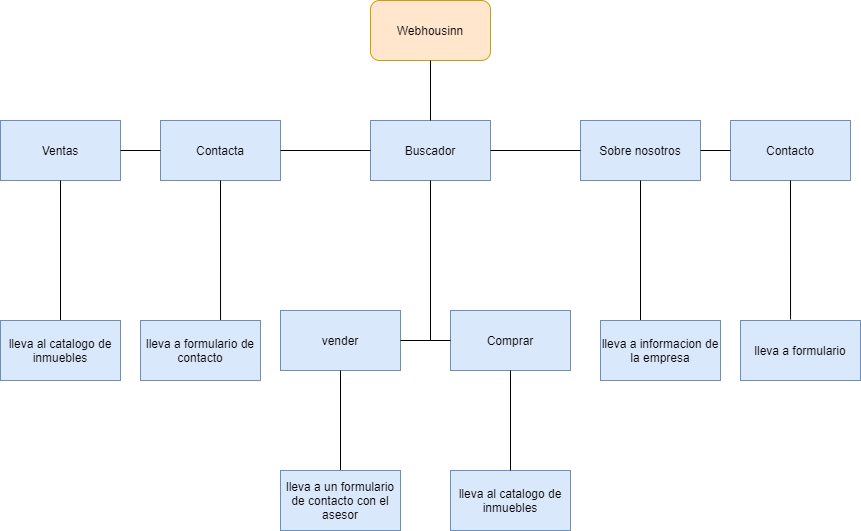 Webhousinn
Ventas
Contacta
Buscador
Sobre nosotros
Contacto
lleva al catalogo de
inmuebles
lleva a formulario de
contacto
vender
Comprar
lleva a informacion de
la empresa
lleva a formulario
lleva a un formulario
de contacto con el
asesor
lleva al catalogo de
inmuebles